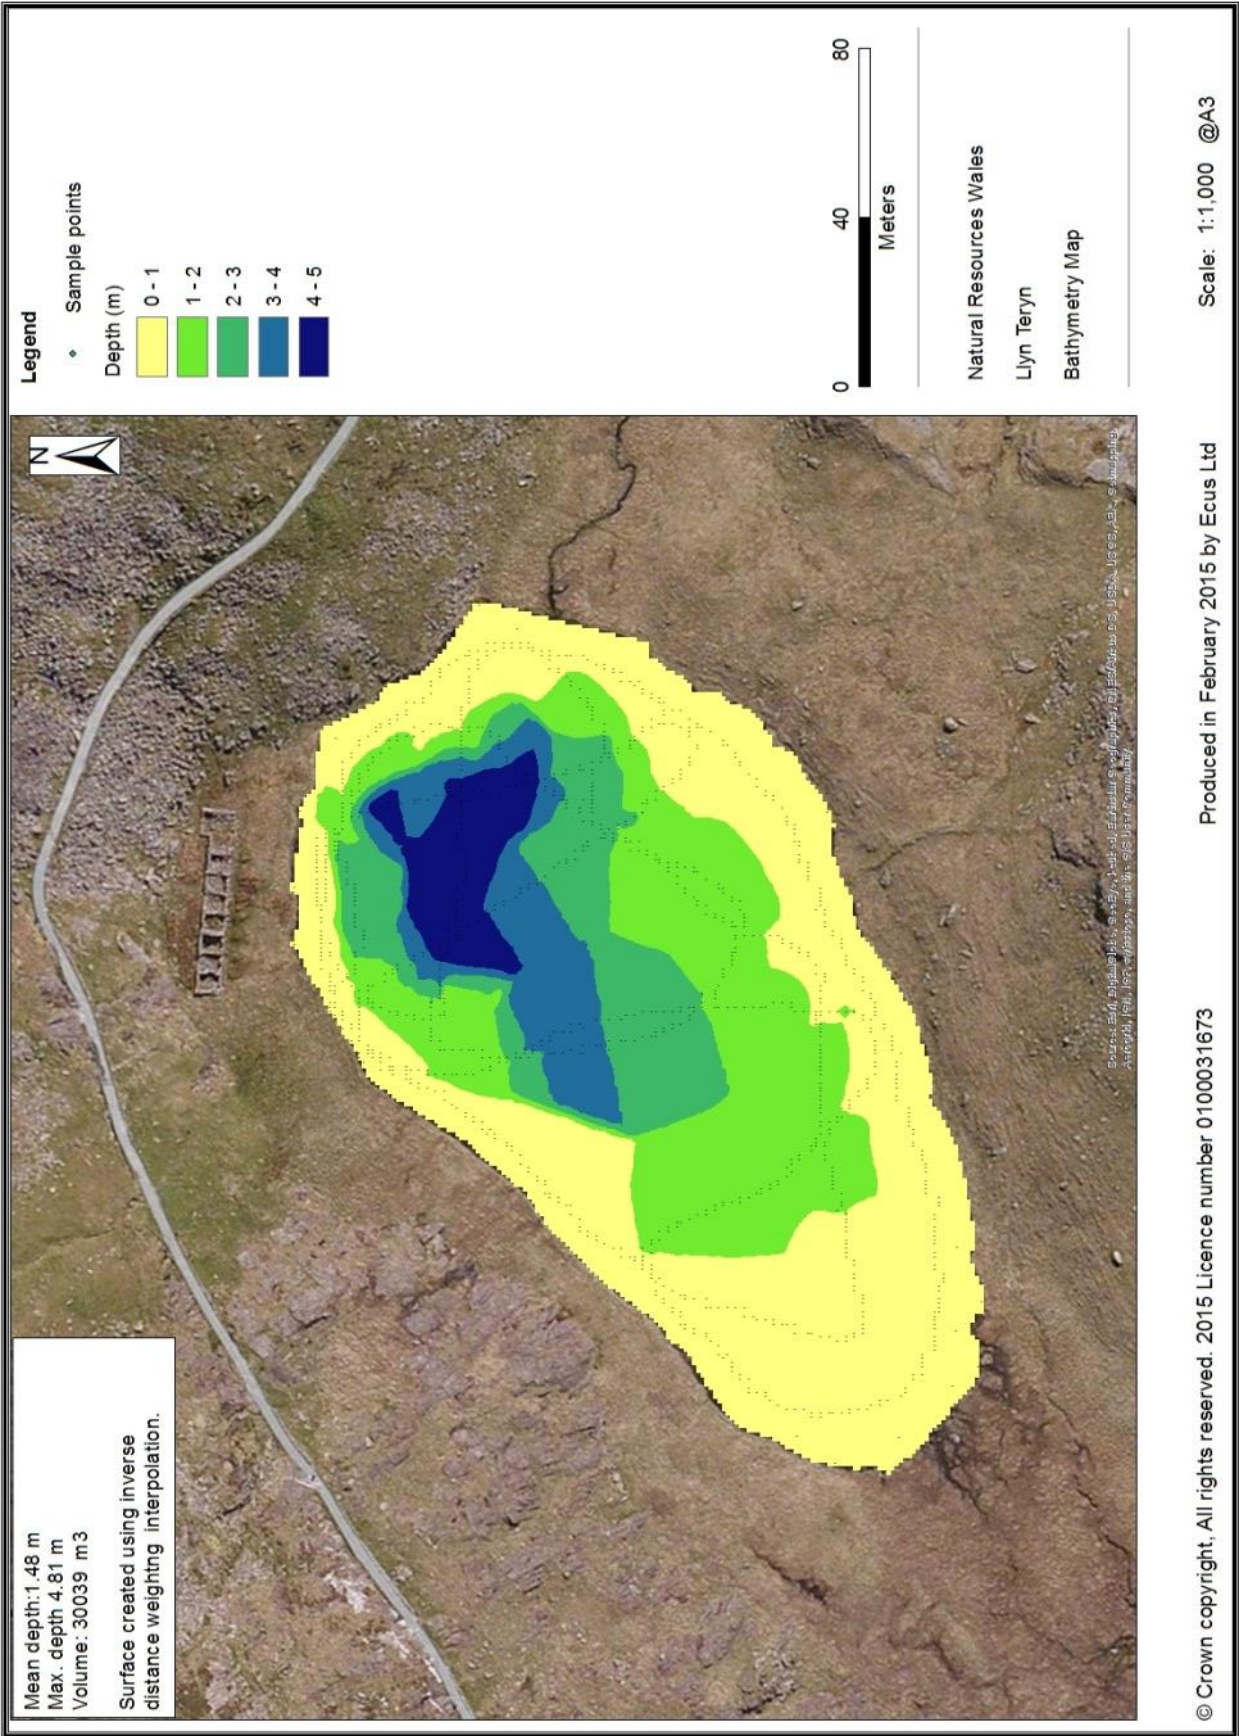 Mean depth:1.48 m
Max. depth 4.81 m
Volume: 30039 m3
Surface created using inverse
distance weightng interpolation.
N
Legend
Sample points
Depth (m)
0 - 1
1 - 2
2 - 3
3 - 4
4 - 5
0 40 80
Meters
Natural Resources Wales
Llyn Teryn
Bathymetry Map
© Crown copyright, All rights reserved. 2015 Licence number 0100031673
Produced in February 2015 by Ecus Ltd
Scale: 1:1,000 @A3